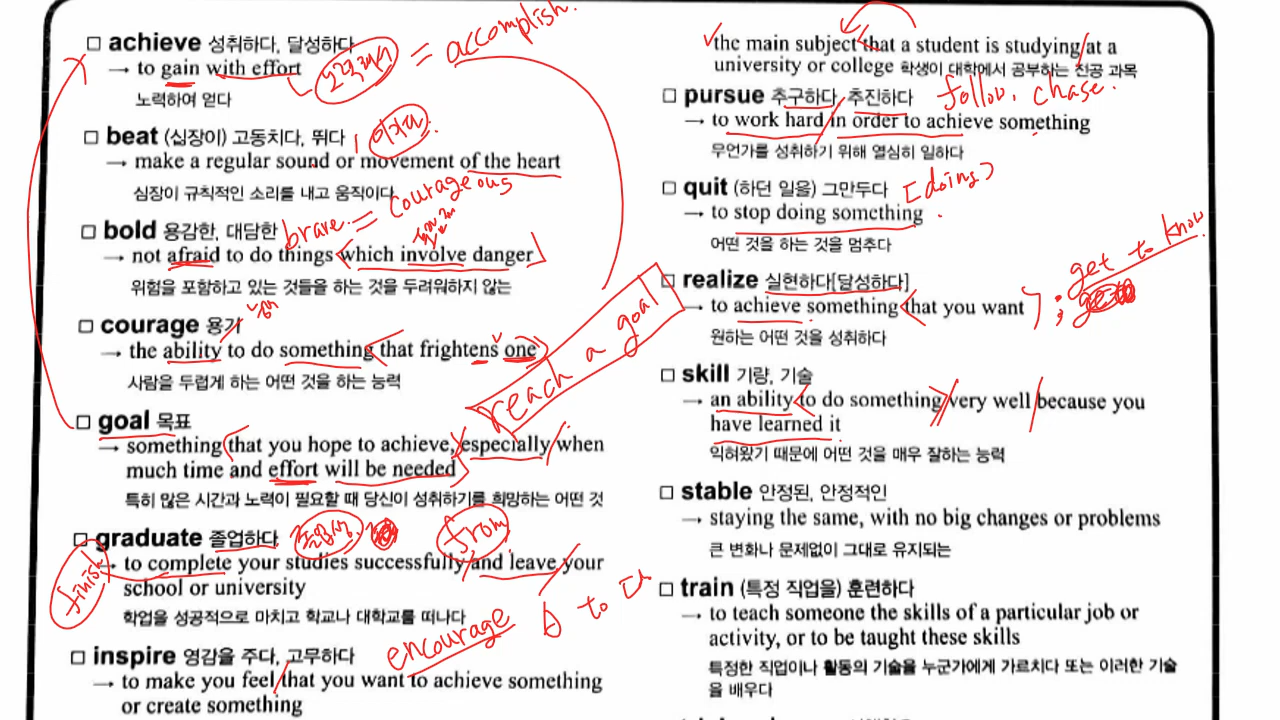 □ achieve 성취하다, 달성하다 = accomplish.
→ to gain with effort 노력해서
노력하여 얻다
□ beat (심장이) 고동치다, 뛰다, 이기다.
→ make a regular sound or movement of the heart
심장이 규칙적인 소리를 내고 움직이다
□ bold 용감한, 대담한 brave. = courageous
→ not afraid to do things which involve danger
위험을 포함하고 있는 것들을 하는 것을 두려워하지 않는
□ courage 용기
→ the ability to do something that frightens one
사람을 두렵게 하는 어떤 것을 하는 능력
reach a goal
□ goal 목표
→ something that you hope to achieve, especially when
much time and effort will be needed
특히 많은 시간과 노력이 필요할 때 당신이 성취하기를 희망하는 어떤 것
□ graduate 졸업하다 졸업생, from
finish → to complete your studies successfully and leave your
school or university
학업을 성공적으로 마치고 학교나 대학교를 떠나다
encourage to
□ inspire 영감을 주다, 고무하다
→ to make you feel that you want to achieve something
or create something
the main subject that a student is studying at a
university or college 학생이 대학에서 공부하는 전공 과목
□ pursue 추구하다, 추진하다 follow, chase.
→ to work hard in order to achieve something
무언가를 성취하기 위해 열심히 일하다
□ quit (하던 일을) 그만두다 (doing)
→ to stop doing something
어떤 것을 하는 것을 멈추다
□ realize 실현하다[달성하다] ; get to know
→ to achieve something that you want
원하는 어떤 것을 성취하다
□ skill 기량, 기술
→ an ability to do something very well because you
have learned it
익혀왔기 때문에 어떤 것을 매우 잘하는 능력
□ stable 안정된, 안정적인
→ staying the same, with no big changes or problems
큰 변화나 문제없이 그대로 유지되는
□ train (특정 직업을) 훈련하다
→ to teach someone the skills of a particular job or
activity, or to be taught these skills
특정한 직업이나 활동의 기술을 누군가에게 가르치다 또는 이러한 기술
을 배우다